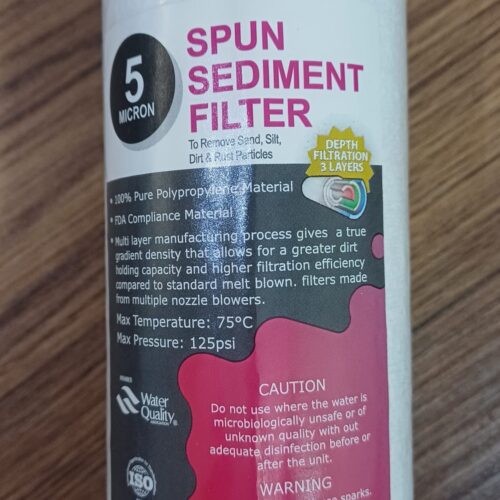 5
MICRON
SPUN
SEDIMENT
FILTER
To Remove Sand, Silt,
Dirt & Rust Particles
DEPTH
FILTRATION
3 LAYERS
• 100% Pure Polypropylene Material
• FDA Compliance Material
• Multi layer manufacturing process gives a true
gradient density that allows for a greater dirt
holding capacity and higher filtration efficiency
compared to standard melt blown. filters made
from multiple nozzle blowers.
Max Temperature: 75°C
Max Pressure: 125psi
Water
Quality
CAUTION
Do not use where the water is
microbiologically unsafe or of
unknown quality with out
adequate disinfection before or
after the unit.
WARNING
sparks.
ISO